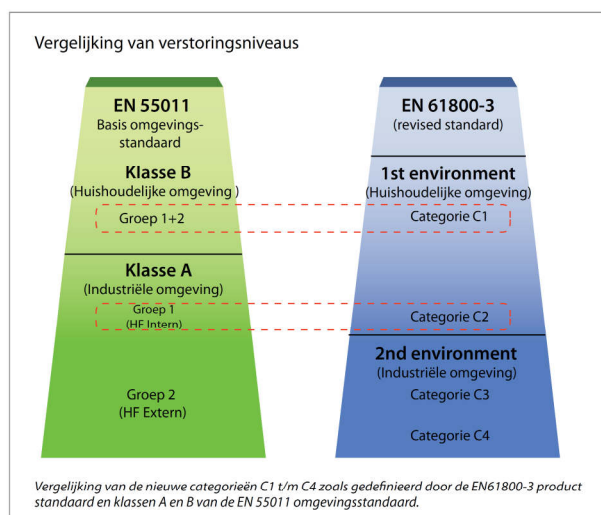 Vergelijking van verstoringsniveaus
EN 55011
Basis omgevings-
standaard
Klasse B
(Huishoudelijke omgeving )
Groep 1+2
Klasse A
(Industriële omgeving)
Groep 1
(HF Intern)
Groep 2
(HF Extern)
EN 61800-3
(revised standard)
1st environment
(Huishoudelijke omgeving)
Categorie C1
Categorie C2
2nd environment
(Industriële omgeving)
Categorie C3
Categorie C4
Vergelijking van de nieuwe categorieën C1 t/m C4 zoals gedefinieerd door de EN61800-3 product
standaard en klassen A en B van de EN 55011 omgevingsstandaard.